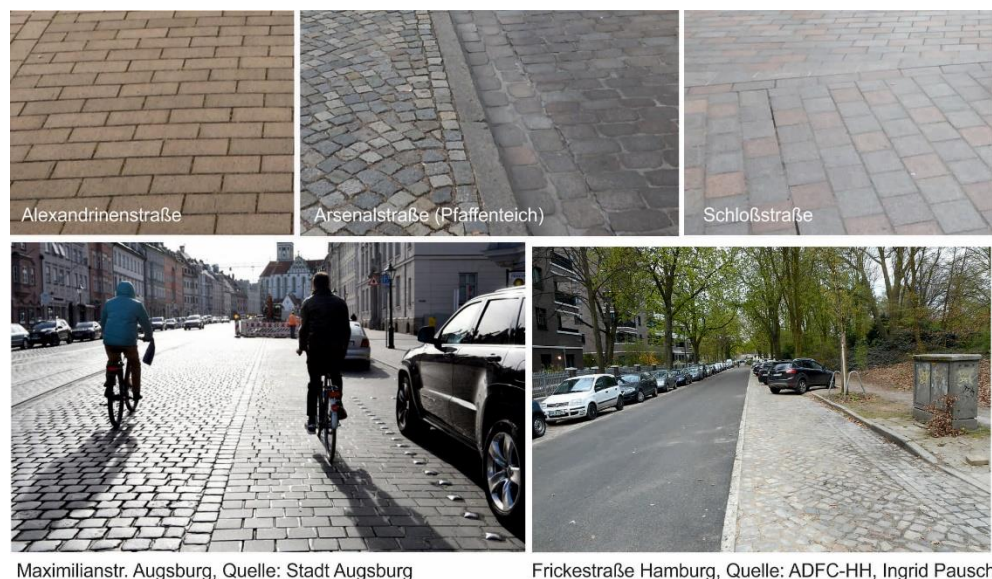 Alexandrinenstraße
Arsenalstraße (Pfaffenteich)
Schloßstraße
Maximilianstr. Augsburg, Quelle: Stadt Augsburg
Frickestraße Hamburg, Quelle: ADFC-HH, Ingrid Pausch